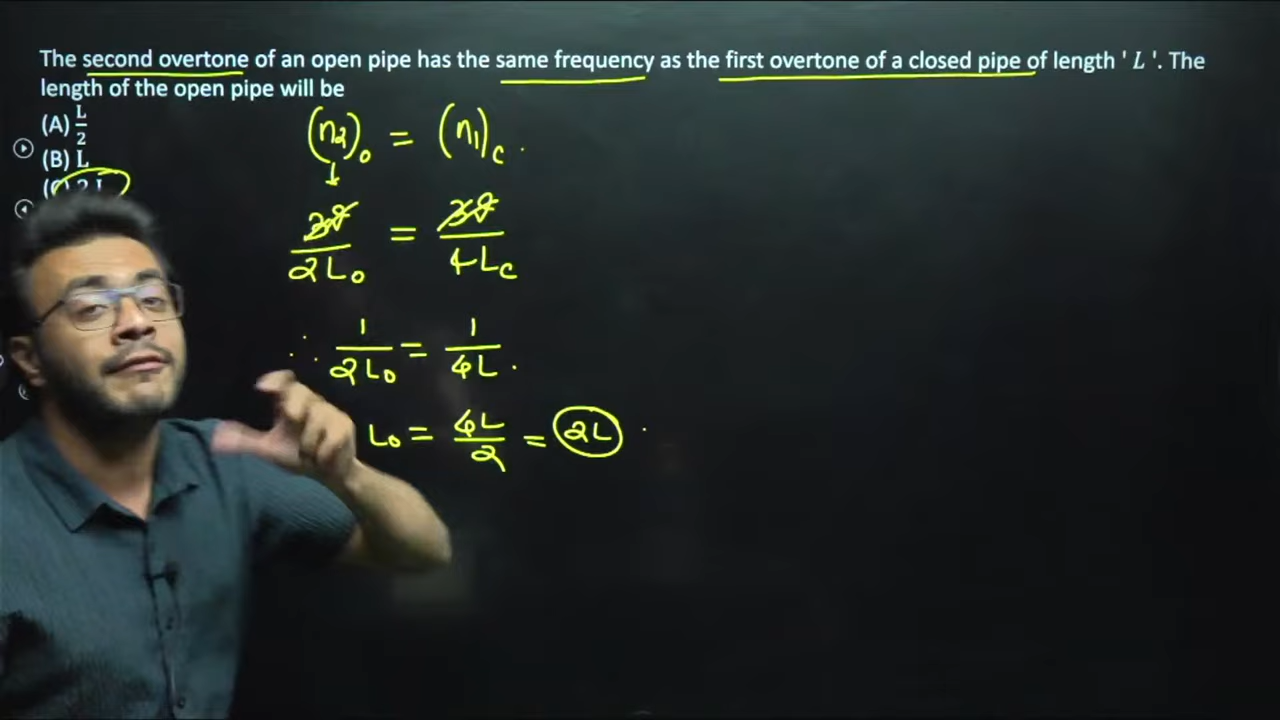 The second overtone of an open pipe has the same frequency as the first overtone of a closed pipe of length ' L '. The
length of the open pipe will be
(A) L/2
(B) L
(C) 2 L
(n2)o = (n1)c .
3v/2Lo = 3v/4Lc
∴ 1/2Lo = 1/4L .
Lo = 4L/2 = 2L